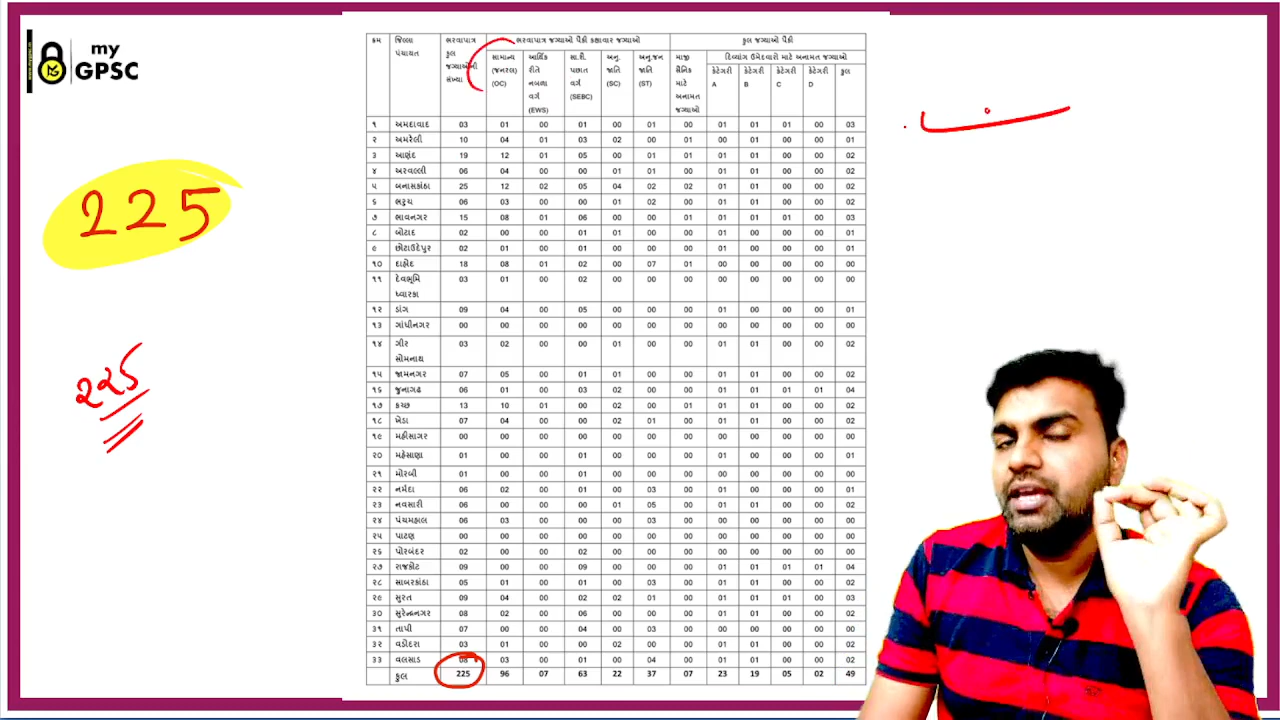 my
GPSC
225
૨૨૫
ક્રમ જિલ્લા પંચાયત ભરવાપાત્ર કુલ જગ્યાઓની સંખ્યા ભરવાપાત્ર જગ્યાઓ પૈકી કક્ષાવાર જગ્યાઓ કુલ જગ્યાઓ પૈકી
સામાન્ય (જનરલ) (OC) આર્થિક રીતે નબળા વર્ગ (EWS) સા.શૈ. પછાત વર્ગ (SEBC) અનુ. જાતિ (SC) અનુ.જન જાતિ (ST) માજી સૈનિક માટે અનામત જગ્યાઓ દિવ્યાંગ ઉમેદવારો માટે અનામત જગ્યાઓ
કેટેગરી A કેટેગરી B કેટેગરી C કેટેગરી D કુલ
૧ અમદાવાદ 03 01 00 01 00 01 00 01 01 01 00 03
૨ અમરેલી 10 04 01 03 02 00 01 00 01 00 00 01
૩ આણંદ 19 12 01 05 00 01 01 01 01 00 00 02
૪ અરવલ્લી 06 04 00 00 01 01 00 01 01 00 00 02
૫ બનાસકાંઠા 25 12 02 05 04 02 02 01 01 00 00 02
૬ ભરૂચ 06 03 00 00 01 02 00 01 01 00 00 02
૭ ભાવનગર 15 08 01 06 00 00 01 01 01 01 00 03
૮ બોટાદ 02 00 00 01 01 00 00 01 00 00 00 01
૯ છોટાઉદેપુર 02 01 00 01 00 00 00 01 00 00 00 01
૧૦ દાહોદ 18 08 01 02 00 07 01 00 00 00 00 00
૧૧ દેવભૂમિ દ્વારકા 03 01 00 02 00 00 00 00 00 00 00 00
૧૨ ડાંગ 09 04 00 05 00 00 00 01 00 00 00 01
૧૩ ગાંધીનગર 00 00 00 00 00 00 00 00 00 00 00 00
૧૪ ગીર સોમનાથ 03 02 00 00 01 00 00 01 01 00 00 02
૧૫ જામનગર 07 05 00 01 01 00 00 01 01 00 00 02
૧૬ જુનાગઢ 06 01 00 03 02 00 00 01 01 01 01 04
૧૭ કચ્છ 13 10 01 00 02 00 01 01 01 00 00 02
૧૮ ખેડા 07 04 00 00 02 01 00 01 01 00 00 02
૧૯ મહીસાગર 00 00 00 00 00 00 00 00 00 00 00 00
૨૦ મહેસાણા 01 00 00 01 00 00 00 01 00 00 00 01
૨૧ મોરબી 01 00 00 01 00 00 00 00 00 00 00 00
૨૨ નર્મદા 06 02 00 01 00 03 00 01 00 00 00 01
૨૩ નવસારી 06 00 00 00 01 05 00 01 01 00 00 02
૨૪ પંચમહાલ 06 03 00 00 00 03 00 00 00 00 00 00
૨૫ પાટણ 00 00 00 00 00 00 00 00 00 00 00 00
૨૬ પોરબંદર 02 00 00 02 00 00 00 00 00 00 00 00
૨૭ રાજકોટ 09 00 00 09 00 00 00 01 01 01 01 04
૨૮ સાબરકાંઠા 05 01 00 01 00 03 00 01 01 00 00 02
૨૯ સુરત 09 04 00 02 02 01 00 01 01 01 00 03
૩૦ સુરેન્દ્રનગર 08 02 00 06 00 00 00 01 01 00 00 02
૩૧ તાપી 07 00 00 04 00 03 00 00 00 00 00 00
૩૨ વડોદરા 03 01 00 00 02 00 00 01 01 00 00 02
૩૩ વલસાડ 08 03 00 01 00 04 00 01 01 00 00 02
કુલ 225 96 07 63 22 37 07 23 19 05 02 49